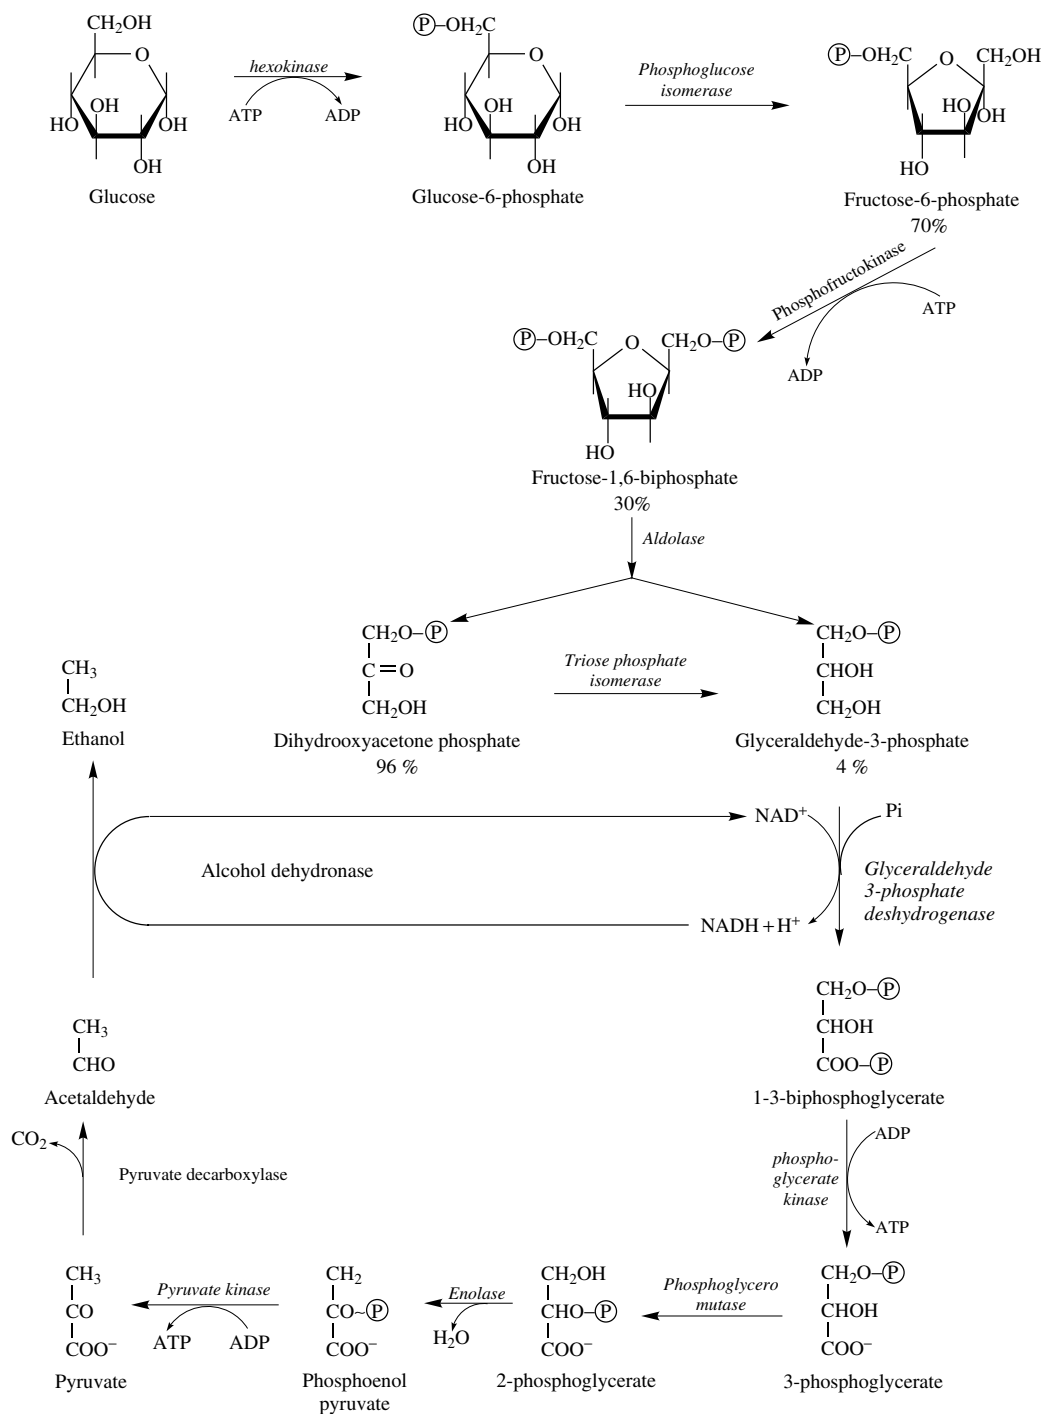 CH₂OH
O
OH
HO
OH
OH
Glucose
hexokinase
ATP
ADP
P–OH₂C
O
OH
HO
OH
OH
Glucose-6-phosphate
Phosphoglucose
isomerase
P–OH₂C
O
CH₂OH
HO
OH
HO
Fructose-6-phosphate
70%
Phosphofructokinase
ATP
ADP
P–OH₂C
O
CH₂O–P
HO
HO
Fructose-1,6-biphosphate
30%
Aldolase
CH₂O–P
C=O
CH₂OH
Dihydrooxyacetone phosphate
96 %
Triose phosphate
isomerase
CH₂O–P
CHOH
CH₂OH
Glyceraldehyde-3-phosphate
4 %
CH₃
CH₂OH
Ethanol
NAD⁺
Pi
Alcohol dehydronase
Glyceraldehyde
3-phosphate
deshydrogenase
NADH + H⁺
CH₂O–P
CHOH
COO–P
1-3-biphosphoglycerate
CH₃
CHO
Acetaldehyde
CO₂
Pyruvate decarboxylase
ADP
phospho-
glycerate
kinase
ATP
CH₂O–P
CHOH
COO⁻
3-phosphoglycerate
Phosphoglycero
mutase
CH₂OH
CHO–P
COO⁻
2-phosphoglycerate
Enolase
H₂O
CH₂
CO~P
COO⁻
Phosphoenol
pyruvate
Pyruvate kinase
ATP
ADP
CH₃
CO
COO⁻
Pyruvate